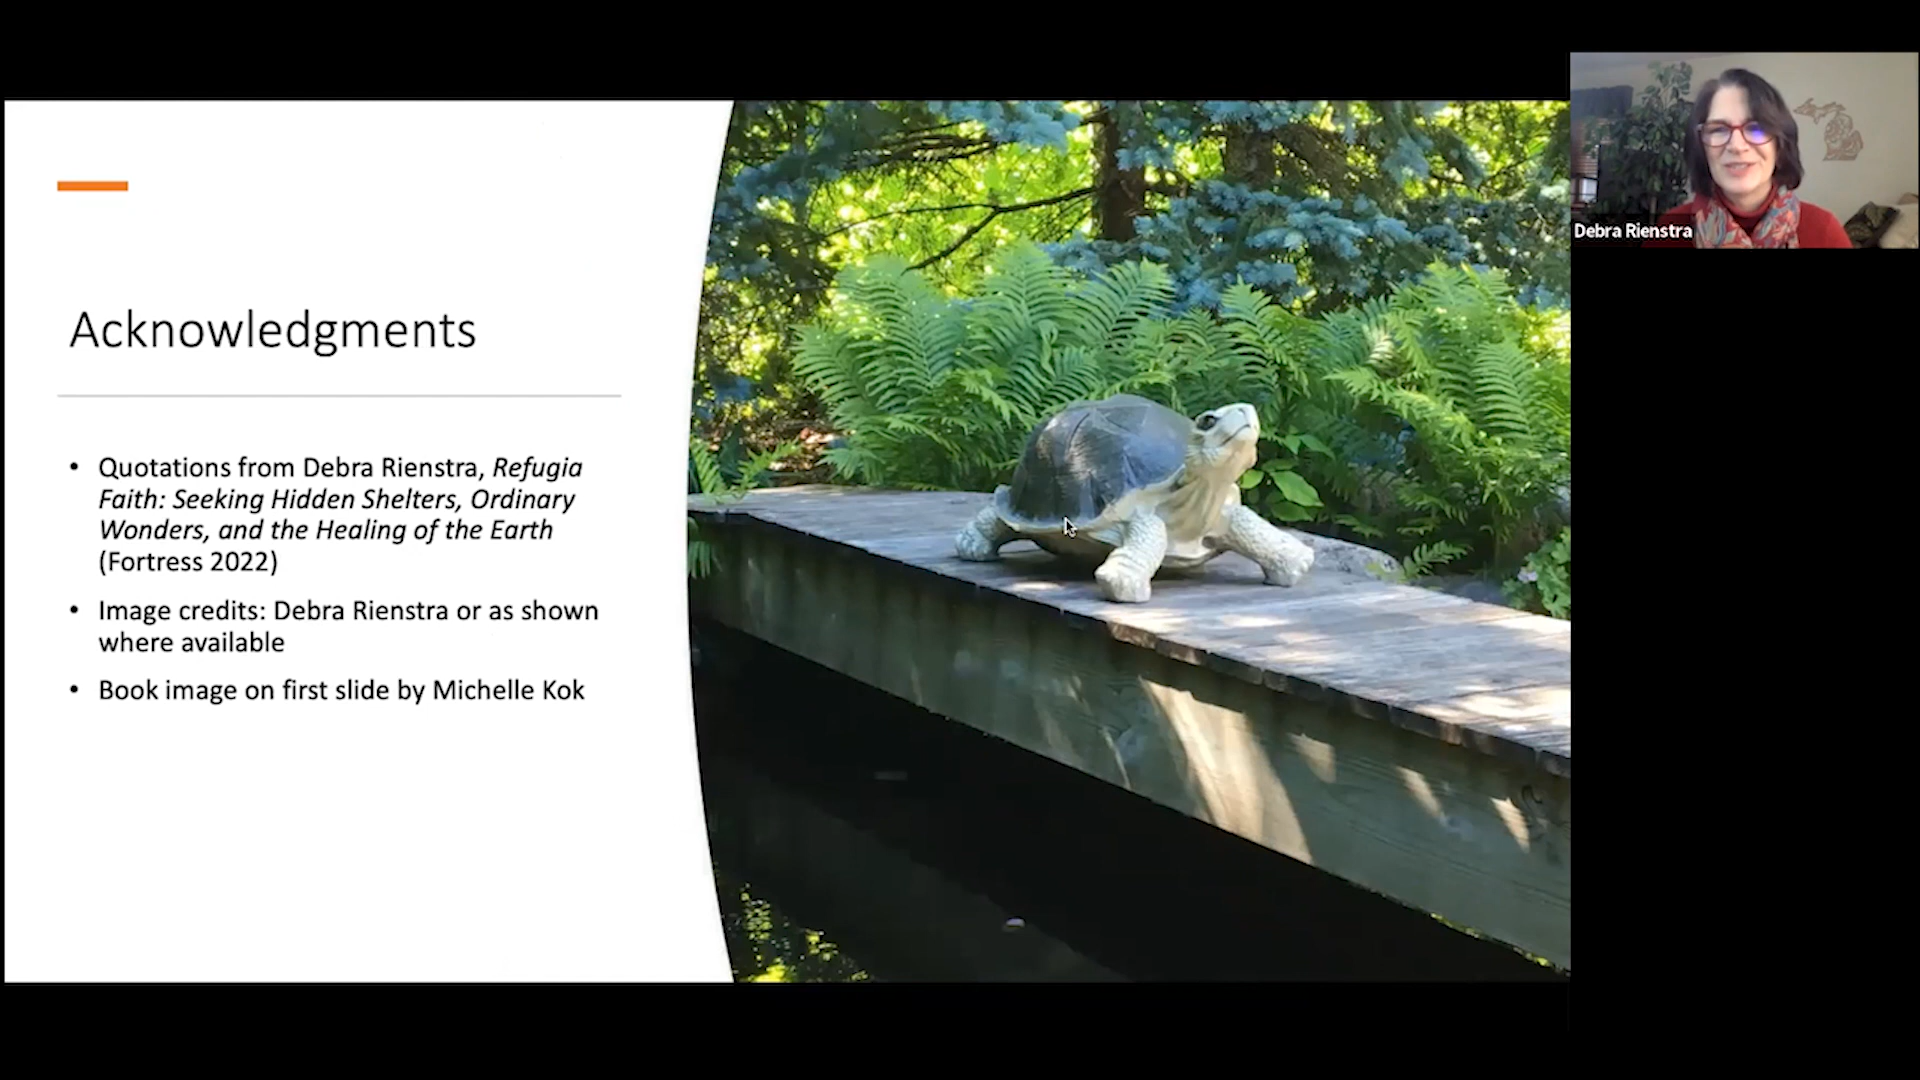 Acknowledgments
• Quotations from Debra Rienstra, Refugia
Faith: Seeking Hidden Shelters, Ordinary
Wonders, and the Healing of the Earth
(Fortress 2022)
• Image credits: Debra Rienstra or as shown
where available
• Book image on first slide by Michelle Kok
Debra Rienstra